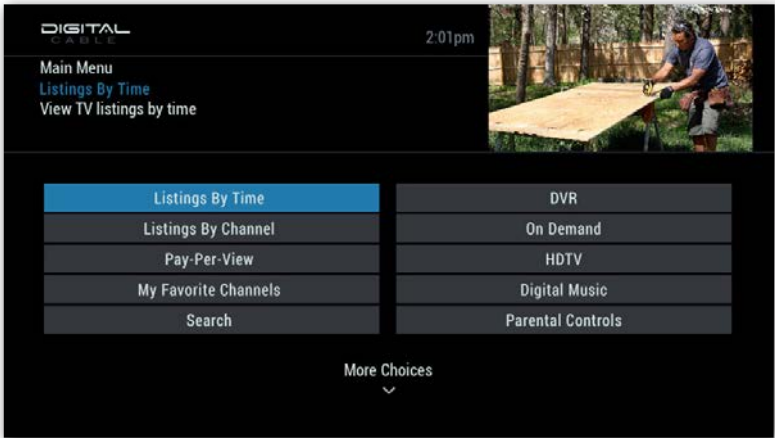 DIGITAL
CABLE
2:01pm
Main Menu
Listings By Time
View TV listings by time
Listings By Time
DVR
Listings By Channel
On Demand
Pay-Per-View
HDTV
My Favorite Channels
Digital Music
Search
Parental Controls
More Choices